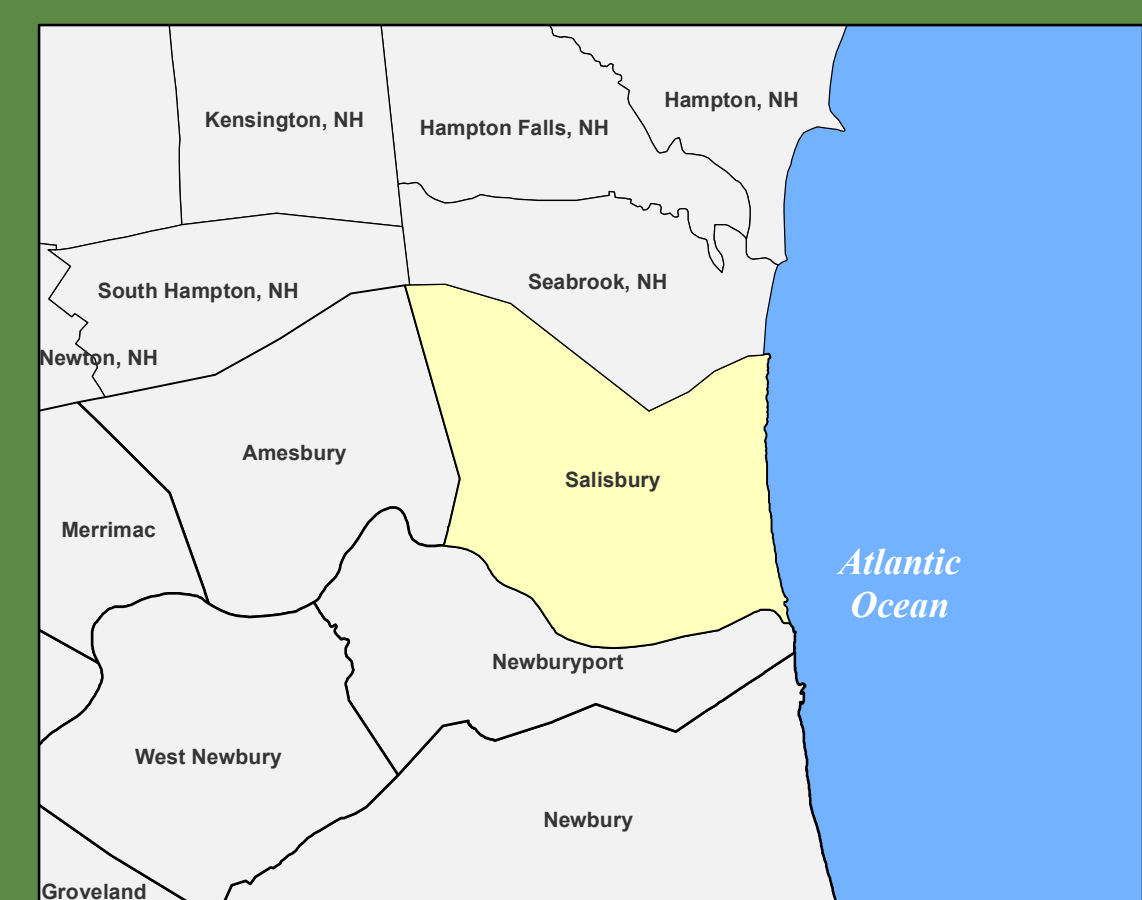 Hampton, NH
Kensington, NH
Hampton Falls, NH
Seabrook, NH
South Hampton, NH
Newton, NH
Amesbury
Salisbury
Merrimac
Atlantic
Ocean
Newburyport
West Newbury
Newbury
Groveland